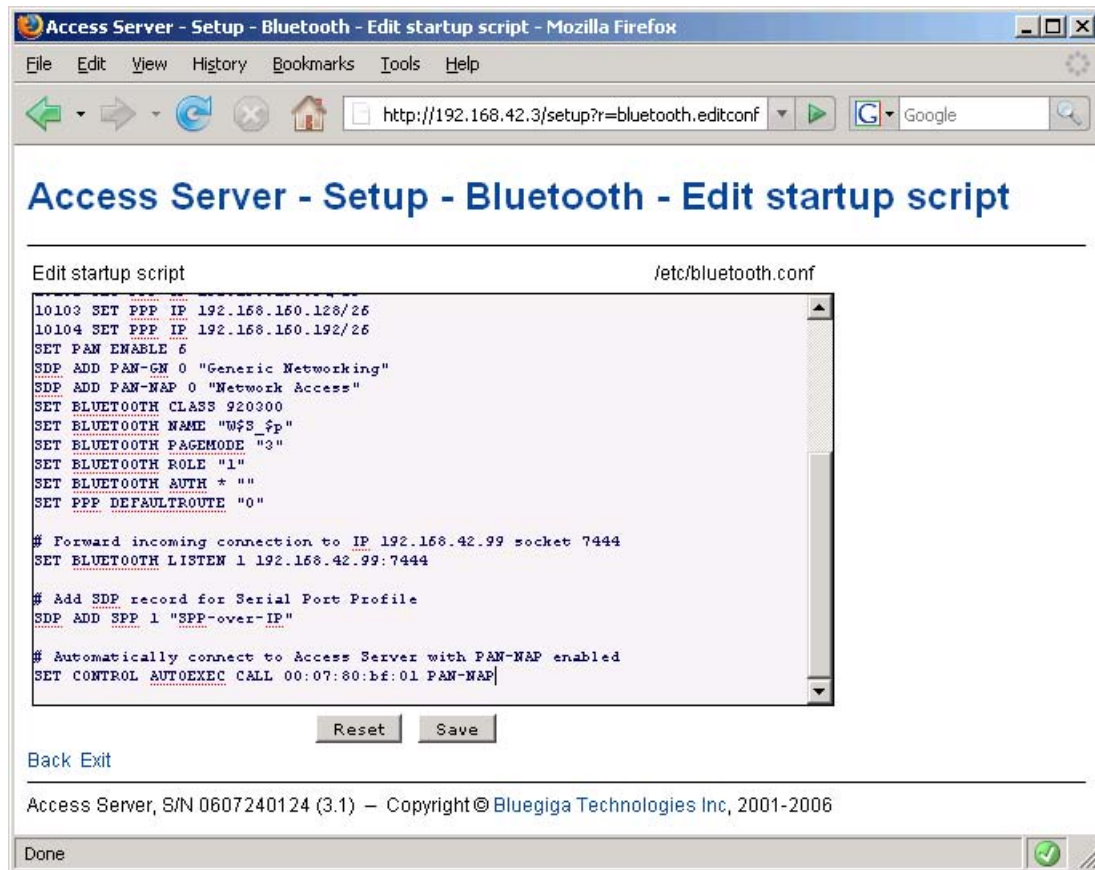 Access Server - Setup - Bluetooth - Edit startup script - Mozilla Firefox
File Edit View History Bookmarks Tools Help
http://192.168.42.3/setup?r=bluetooth.editconf
G Google
Access Server - Setup - Bluetooth - Edit startup script
Edit startup script /etc/bluetooth.conf
10103 SET PPP IP 192.168.160.128/26
10104 SET PPP IP 192.168.160.192/26
SET PAN ENABLE 6
SDP ADD PAN-GN 0 "Generic Networking"
SDP ADD PAN-NAP 0 "Network Access"
SET BLUETOOTH CLASS 920300
SET BLUETOOTH NAME "W$S_$p"
SET BLUETOOTH PAGEMODE "3"
SET BLUETOOTH ROLE "1"
SET BLUETOOTH AUTH * ""
SET PPP DEFAULTROUTE "0"
# Forward incoming connection to IP 192.168.42.99 socket 7444
SET BLUETOOTH LISTEN 1 192.168.42.99:7444
# Add SDP record for Serial Port Profile
SDP ADD SPP 1 "SPP-over-IP"
# Automatically connect to Access Server with PAN-NAP enabled
SET CONTROL AUTOEXEC CALL 00:07:80:bf:01 PAN-NAP
Reset Save
Back Exit
Access Server, S/N 0607240124 (3.1) – Copyright © Bluegiga Technologies Inc, 2001-2006
Done